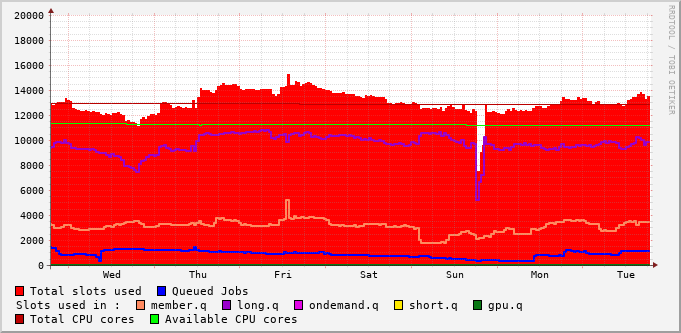 20000
18000
16000
14000
12000
10000
8000
6000
4000
2000
0
Wed Thu Fri Sat Sun Mon Tue
RRDTOOL / TOBI OETIKER
Total slots used Queued Jobs
Slots used in : member.q long.q ondemand.q short.q gpu.q
Total CPU cores Available CPU cores